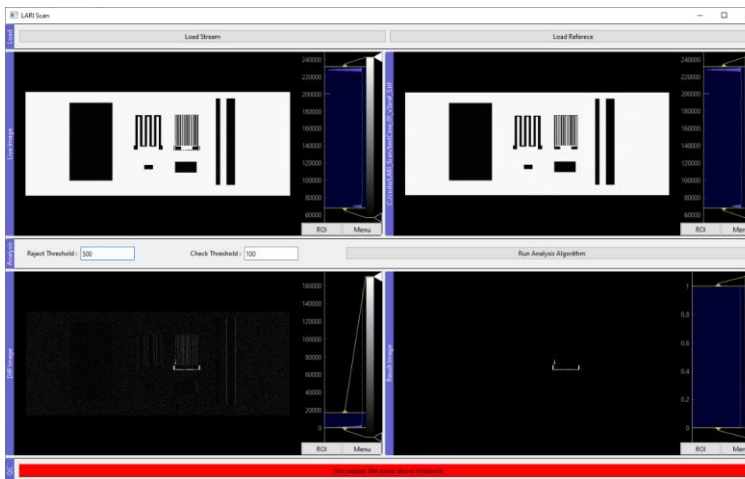 LARI Scan
Load
Load Stream
Load Referece
Live Image
240000
220000
200000
180000
160000
140000
120000
100000
80000
60000
ROI
Menu
240000
220000
200000
180000
160000
140000
120000
100000
80000
60000
ROI
Menu
Analysis
Reject Threshold :
500
Check Threshold :
100
Run Analysis Algorithm
Diff Image
160000
140000
120000
100000
80000
60000
40000
20000
0
ROI
Menu
Result Image
1
0.8
0.6
0.4
0.2
0
ROI
Menu
QC